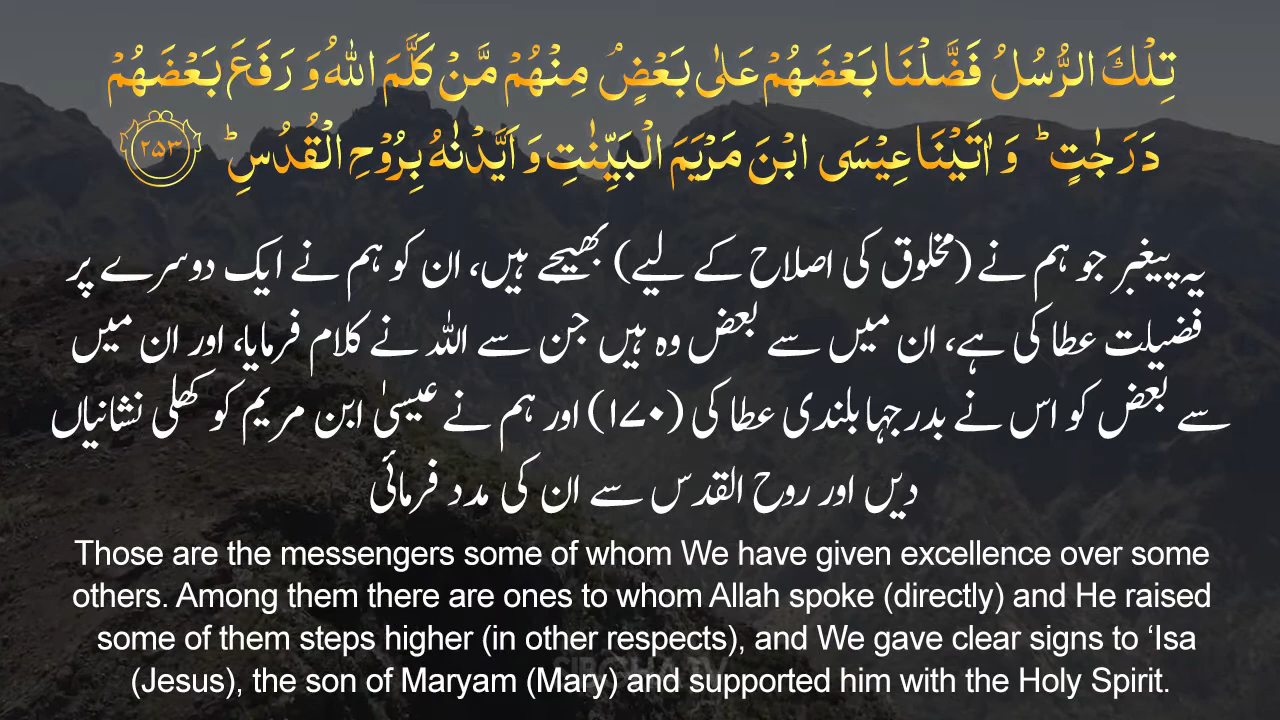 تِلْكَ الرُّسُلُ فَضَّلْنَا بَعْضَهُمْ عَلٰى بَعْضٍۘ مِنْهُمْ مَّنْ كَلَّمَ اللّٰهُ وَ رَفَعَ بَعْضَهُمْ
دَرَجٰتٍؕ وَ اٰتَيْنَا عِيْسَى ابْنَ مَرْيَمَ الْبَيِّنٰتِ وَ اَيَّدْنٰهُ بِرُوْحِ الْقُدُسِؕ ۲۵۳
یہ پیغمبر جو ہم نے (مخلوق کی اصلاح کے لیے) بھیجے ہیں، ان کو ہم نے ایک دوسرے پر
فضیلت عطا کی ہے، ان میں سے بعض وہ ہیں جن سے اللہ نے کلام فرمایا، اور ان میں
سے بعض کو اس نے بدرجہا بلندی عطا کی (۱۷۰) اور ہم نے عیسیٰ ابن مریم کو کھلی نشانیاں
دیں اور روح القدس سے ان کی مدد فرمائی
Those are the messengers some of whom We have given excellence over some
others. Among them there are ones to whom Allah spoke (directly) and He raised
some of them steps higher (in other respects), and We gave clear signs to ‘Isa
(Jesus), the son of Maryam (Mary) and supported him with the Holy Spirit.